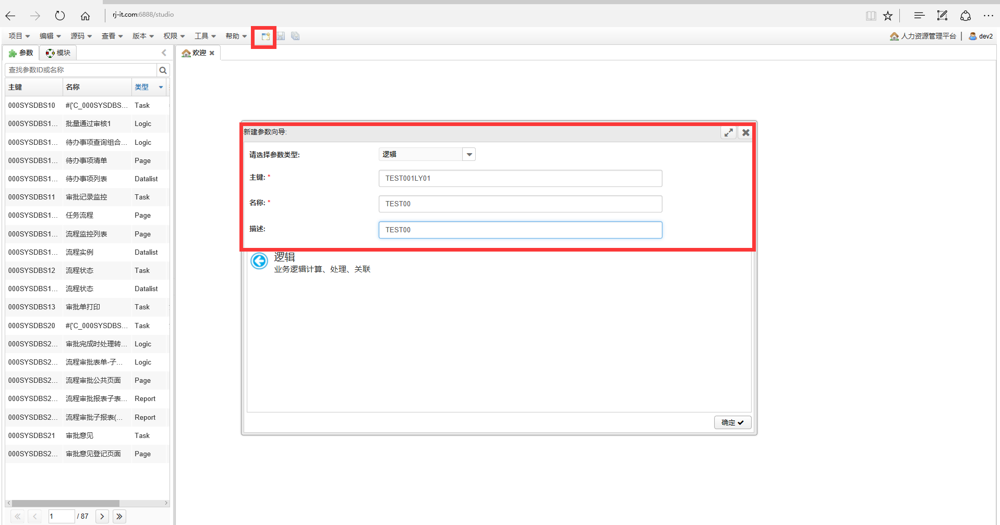 rj-it.com:6888/studio
项目 编辑 源码 查看 版本 权限 工具 帮助 人力资源管理平台 dev2
参数 模块 欢迎
查找参数ID或名称
主键 名称 类型
000SYSDBS10 #{'C_000SYSDBS... Task
000SYSDBS1... 批量通过审核1 Logic
000SYSDBS1... 待办事项查询组合... Logic
000SYSDBS1... 待办事项清单 Page
000SYSDBS1... 待办事项列表 Datalist
000SYSDBS11 审批记录监控 Task
000SYSDBS1... 任务流程 Page
000SYSDBS1... 流程监控列表 Page
000SYSDBS1... 流程实例 Datalist
000SYSDBS12 流程状态 Task
000SYSDBS1... 流程状态 Datalist
000SYSDBS13 审批单打印 Task
000SYSDBS20 #{'C_000SYSDBS... Task
000SYSDBS2... 审批完成时处理转... Logic
000SYSDBS2... 流程审批表单-子... Logic
000SYSDBS2... 流程审批公共页面 Page
000SYSDBS2... 流程审批报表子表... Report
000SYSDBS2... 流程审批子报表(... Report
000SYSDBS21 审批意见 Task
000SYSDBS2... 审批意见登记页面 Page
1 / 87
新建参数向导:
请选择参数类型: 逻辑
主键: * TEST001LY01
名称: * TEST00
描述: TEST00
逻辑
业务逻辑计算、处理、关联
确定